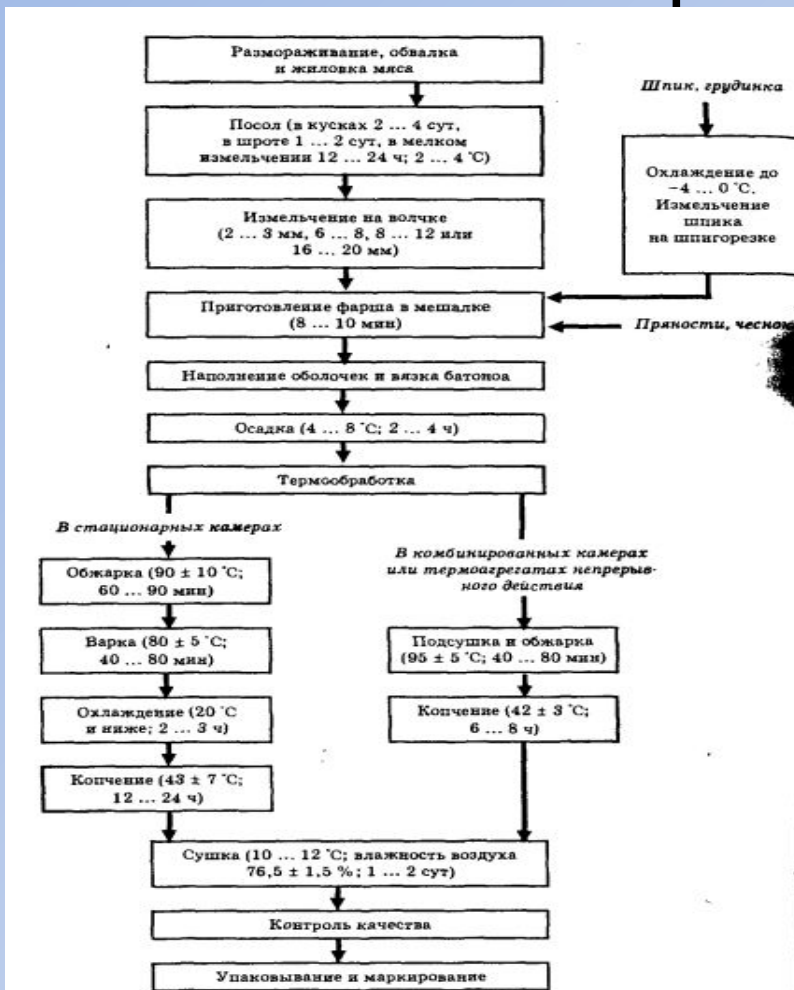 Размораживание, обвалка
и жиловка мяса
Шпик, грудинка
Посол (в кусках 2 ... 4 сут,
в шроте 1 ... 2 сут, в мелком
измельчении 12 ... 24 ч; 2 ... 4 °С)
Охлаждение до
−4 ... 0 °С.
Измельчение
шпика
на шпигорезке
Измельчение на волчке
(2 ... 3 мм, 6 ... 8, 8 ... 12 или
16 ... 20 мм)
Приготовление фарша в мешалке
(8 ... 10 мин)
Пряности, чеснок
Наполнение оболочек и вязка батоноа
Осадка (4 ... 8 °С; 2 ... 4 ч)
Термообработка
В стационарных камерах
Обжарка (90 ± 10 °С;
60 ... 90 мин)
Варка (80 ± 5 °С;
40 ... 80 мин)
Охлаждение (20 °С
и ниже; 2 ... 3 ч)
Копчение (43 ± 7 °С;
12 ... 24 ч)
В комбинированных камерах
или термоагрегатах непрерыв-
ного действия
Подсушка и обжарка
(95 ± 5 °С; 40 ... 80 мин)
Копчение (42 ± 3 °С;
6 ... 8 ч)
Сушка (10 ... 12 °С; влажность воздуха
76,5 ± 1,5 %; 1 ... 2 сут)
Контроль качества
Упаковывание и маркирование